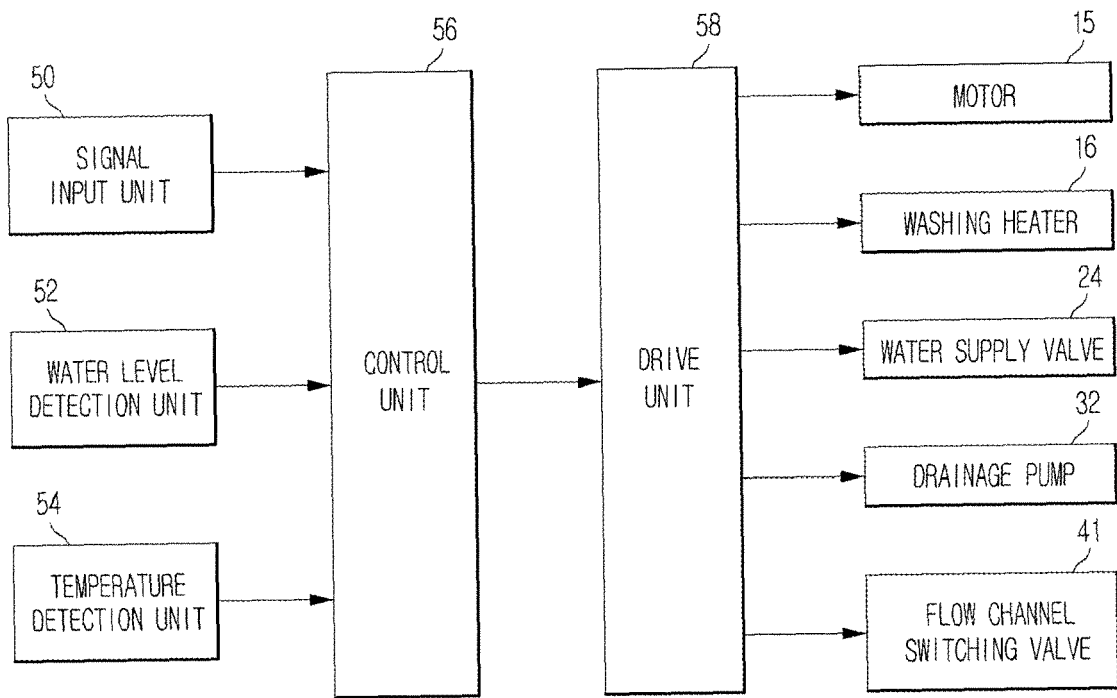 50
SIGNAL
INPUT UNIT
52
WATER LEVEL
DETECTION UNIT
54
TEMPERATURE
DETECTION UNIT
56
CONTROL
UNIT
58
DRIVE
UNIT
15
MOTOR
16
WASHING HEATER
24
WATER SUPPLY VALVE
32
DRAINAGE PUMP
41
FLOW CHANNEL
SWITCHING VALVE